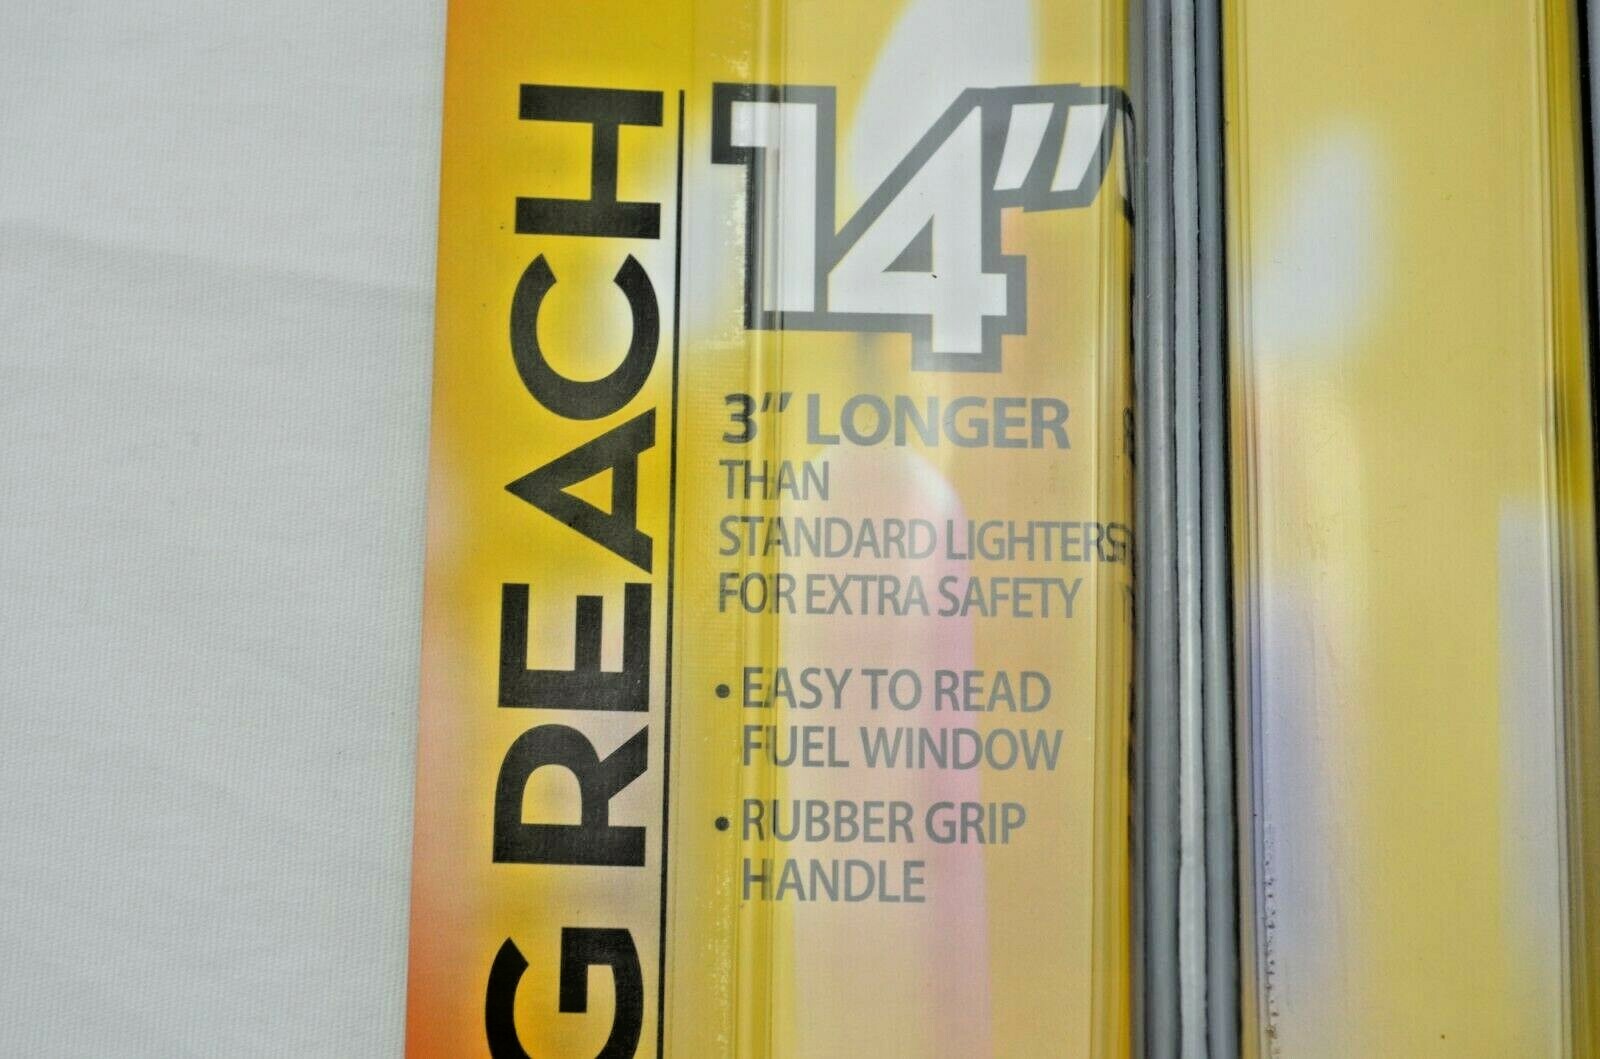 G REACH
14"
3" LONGER
THAN
STANDARD LIGHTERS
FOR EXTRA SAFETY
• EASY TO READ
FUEL WINDOW
• RUBBER GRIP
HANDLE